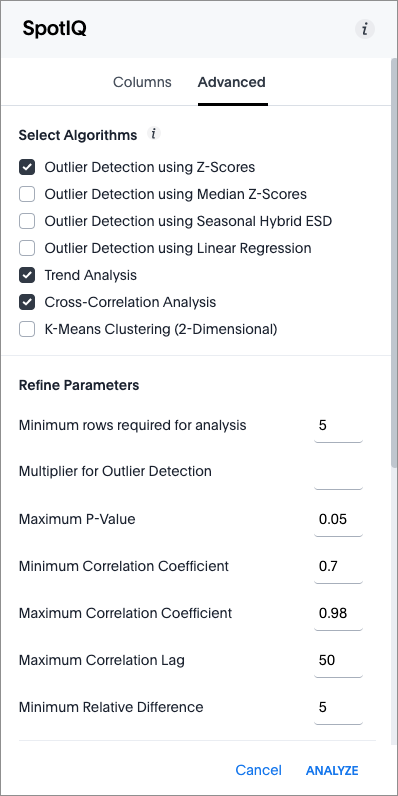 SpotIQ
i
Columns Advanced
Select Algorithms i
Outlier Detection using Z-Scores
Outlier Detection using Median Z-Scores
Outlier Detection using Seasonal Hybrid ESD
Outlier Detection using Linear Regression
Trend Analysis
Cross-Correlation Analysis
K-Means Clustering (2-Dimensional)
Refine Parameters
Minimum rows required for analysis 5
Multiplier for Outlier Detection
Maximum P-Value 0.05
Minimum Correlation Coefficient 0.7
Maximum Correlation Coefficient 0.98
Maximum Correlation Lag 50
Minimum Relative Difference 5
Cancel ANALYZE